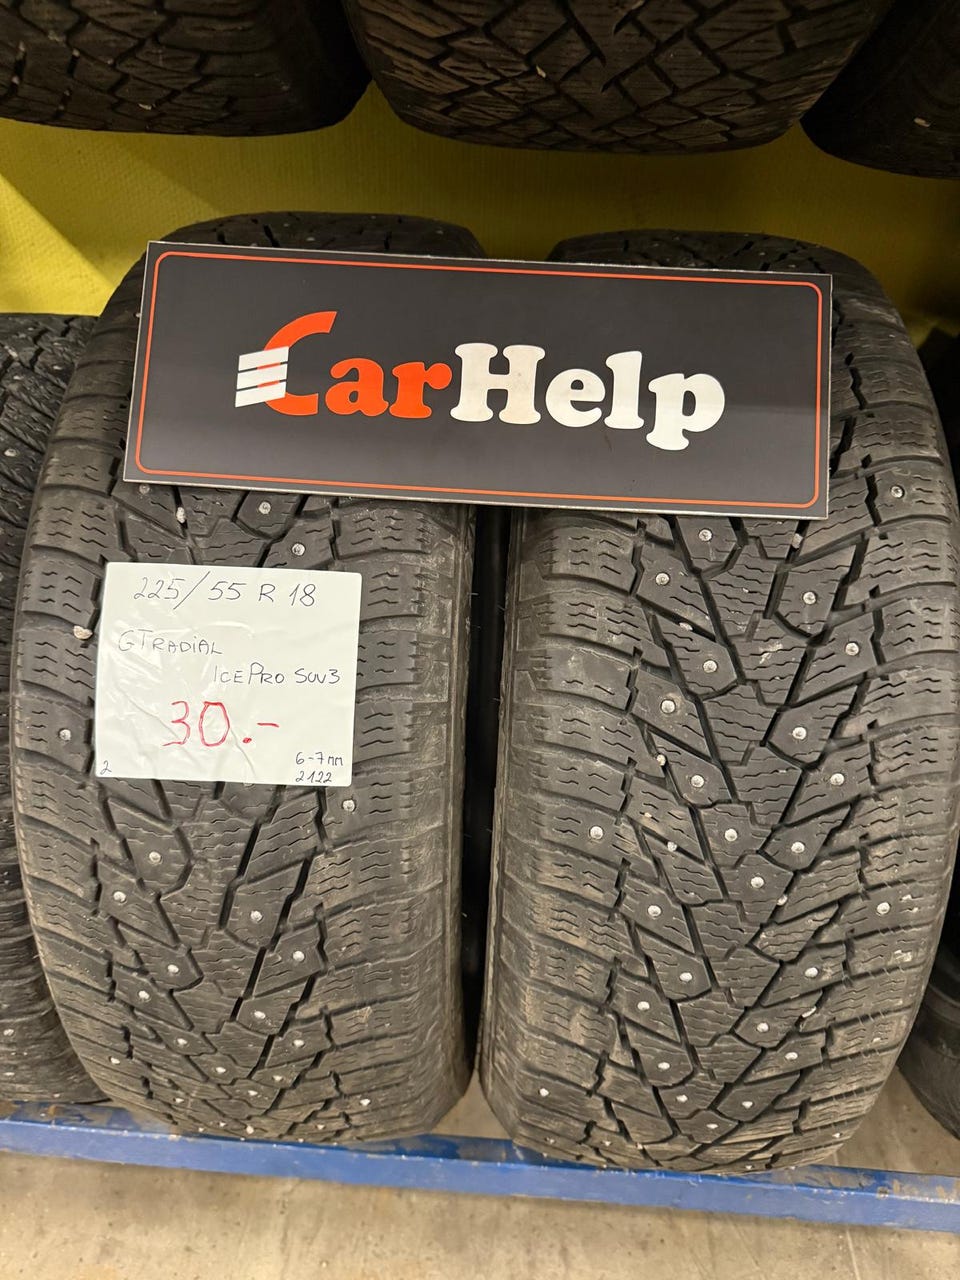 CarHelp
225/55 R 18
GTRADIAL
ICEPRO SUV3
30.-
6-7mm
2 2122